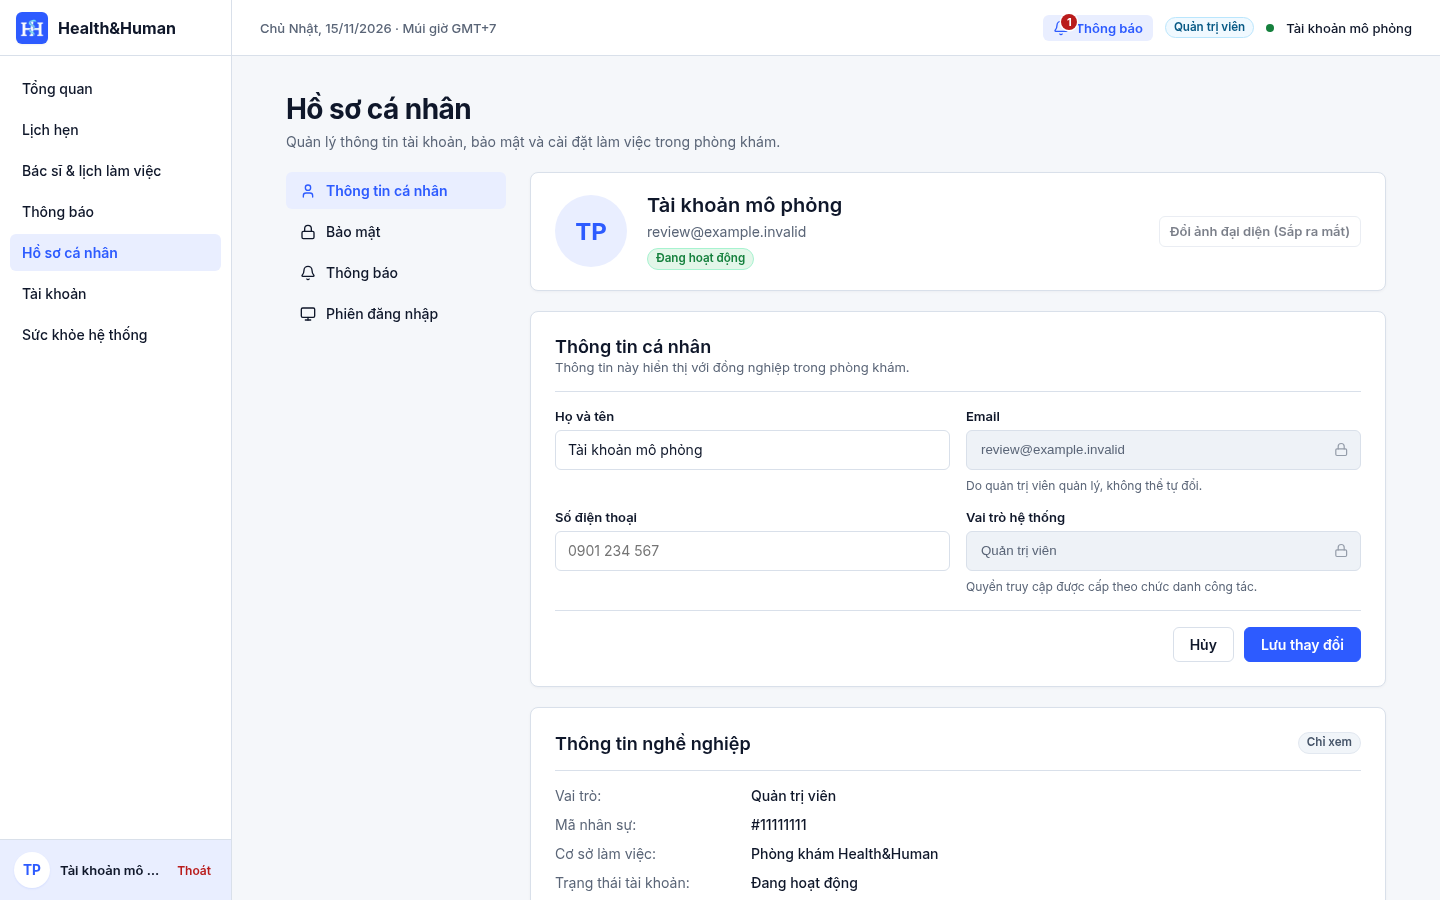 Health&Human
Chủ Nhật, 15/11/2026 · Múi giờ GMT+7
1
Thông báo
Quản trị viên
Tài khoản mô phỏng
Tổng quan
Lịch hẹn
Bác sĩ & lịch làm việc
Thông báo
Hồ sơ cá nhân
Tài khoản
Sức khỏe hệ thống
TP
Tài khoản mô ...
Thoát
Hồ sơ cá nhân
Quản lý thông tin tài khoản, bảo mật và cài đặt làm việc trong phòng khám.
Thông tin cá nhân
Bảo mật
Thông báo
Phiên đăng nhập
TP
Tài khoản mô phỏng
review@example.invalid
Đang hoạt động
Đổi ảnh đại diện (Sắp ra mắt)
Thông tin cá nhân
Thông tin này hiển thị với đồng nghiệp trong phòng khám.
Họ và tên
Tài khoản mô phỏng
Email
review@example.invalid
Do quản trị viên quản lý, không thể tự đổi.
Số điện thoại
0901 234 567
Vai trò hệ thống
Quản trị viên
Quyền truy cập được cấp theo chức danh công tác.
Hủy
Lưu thay đổi
Thông tin nghề nghiệp
Chỉ xem
Vai trò:
Quản trị viên
Mã nhân sự:
#11111111
Cơ sở làm việc:
Phòng khám Health&Human
Trạng thái tài khoản:
Đang hoạt động